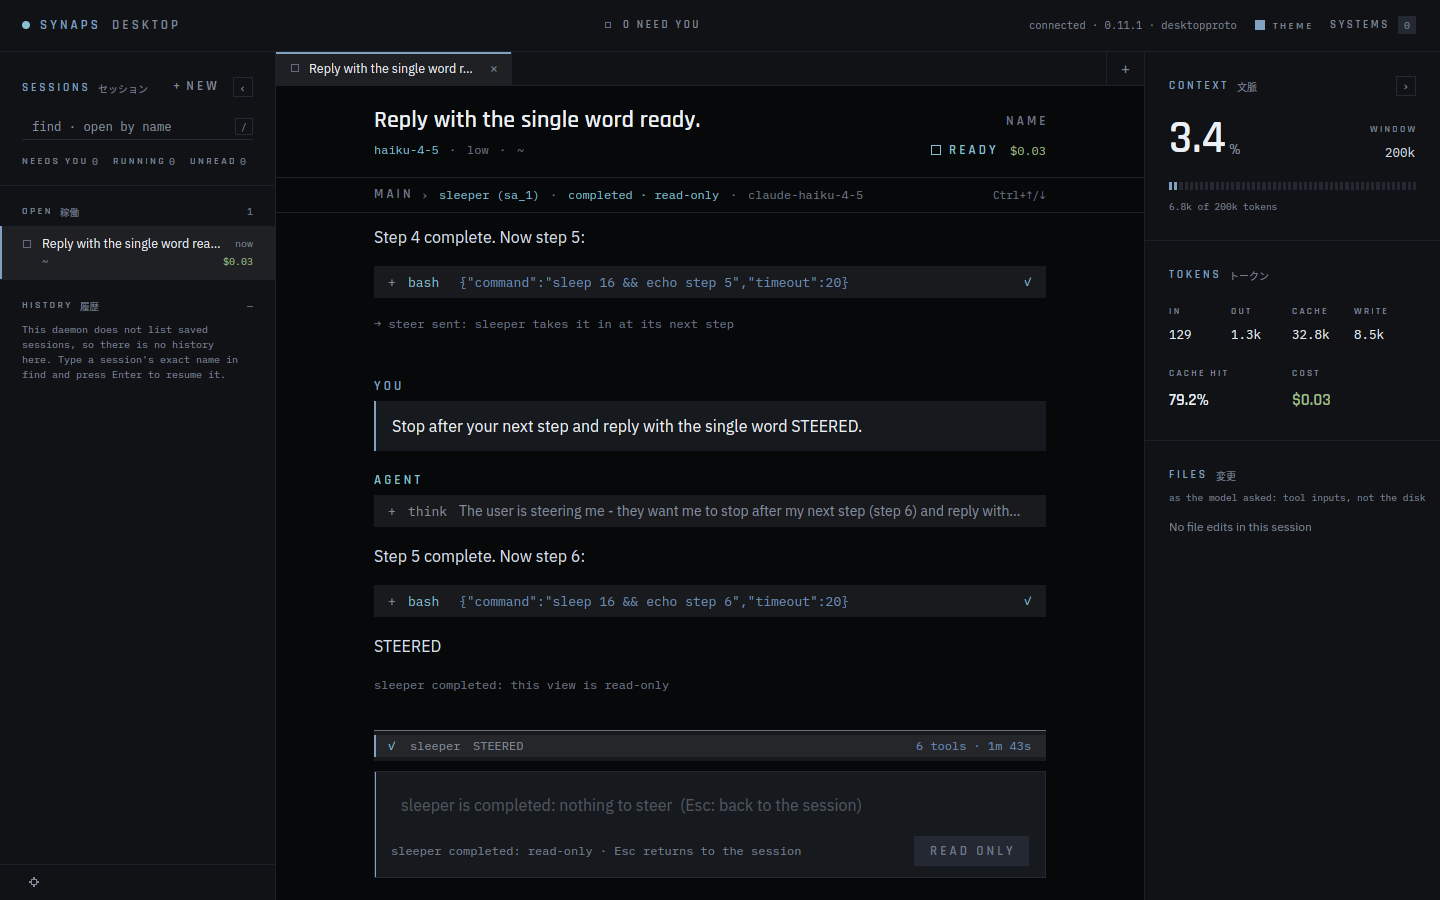 SYNAPS DESKTOP
0 NEED YOU
connected · 0.11.1 · desktopproto
THEME
SYSTEMS 0
SESSIONS セッション + NEW ‹
find · open by name /
NEEDS YOU 0 RUNNING 0 UNREAD 0
OPEN 稼働 1
Reply with the single word rea... now
~ $0.03
HISTORY 履歴 —
This daemon does not list saved
sessions, so there is no history
here. Type a session's exact name in
find and press Enter to resume it.
Reply with the single word r... ×
+
Reply with the single word ready.
NAME
haiku-4-5 · low · ~
READY $0.03
MAIN › sleeper (sa_1) · completed · read-only · claude-haiku-4-5 Ctrl+↑/↓
Step 4 complete. Now step 5:
+ bash {"command":"sleep 16 && echo step 5","timeout":20} √
→ steer sent: sleeper takes it in at its next step
YOU
Stop after your next step and reply with the single word STEERED.
AGENT
+ think The user is steering me - they want me to stop after my next step (step 6) and reply with...
Step 5 complete. Now step 6:
+ bash {"command":"sleep 16 && echo step 6","timeout":20} √
STEERED
sleeper completed: this view is read-only
√ sleeper STEERED 6 tools · 1m 43s
sleeper is completed: nothing to steer (Esc: back to the session)
sleeper completed: read-only · Esc returns to the session
READ ONLY
CONTEXT 文脈 ›
3.4%
WINDOW
200k
6.8k of 200k tokens
TOKENS トークン
IN OUT CACHE WRITE
129 1.3k 32.8k 8.5k
CACHE HIT COST
79.2% $0.03
FILES 変更
as the model asked: tool inputs, not the disk
No file edits in this session